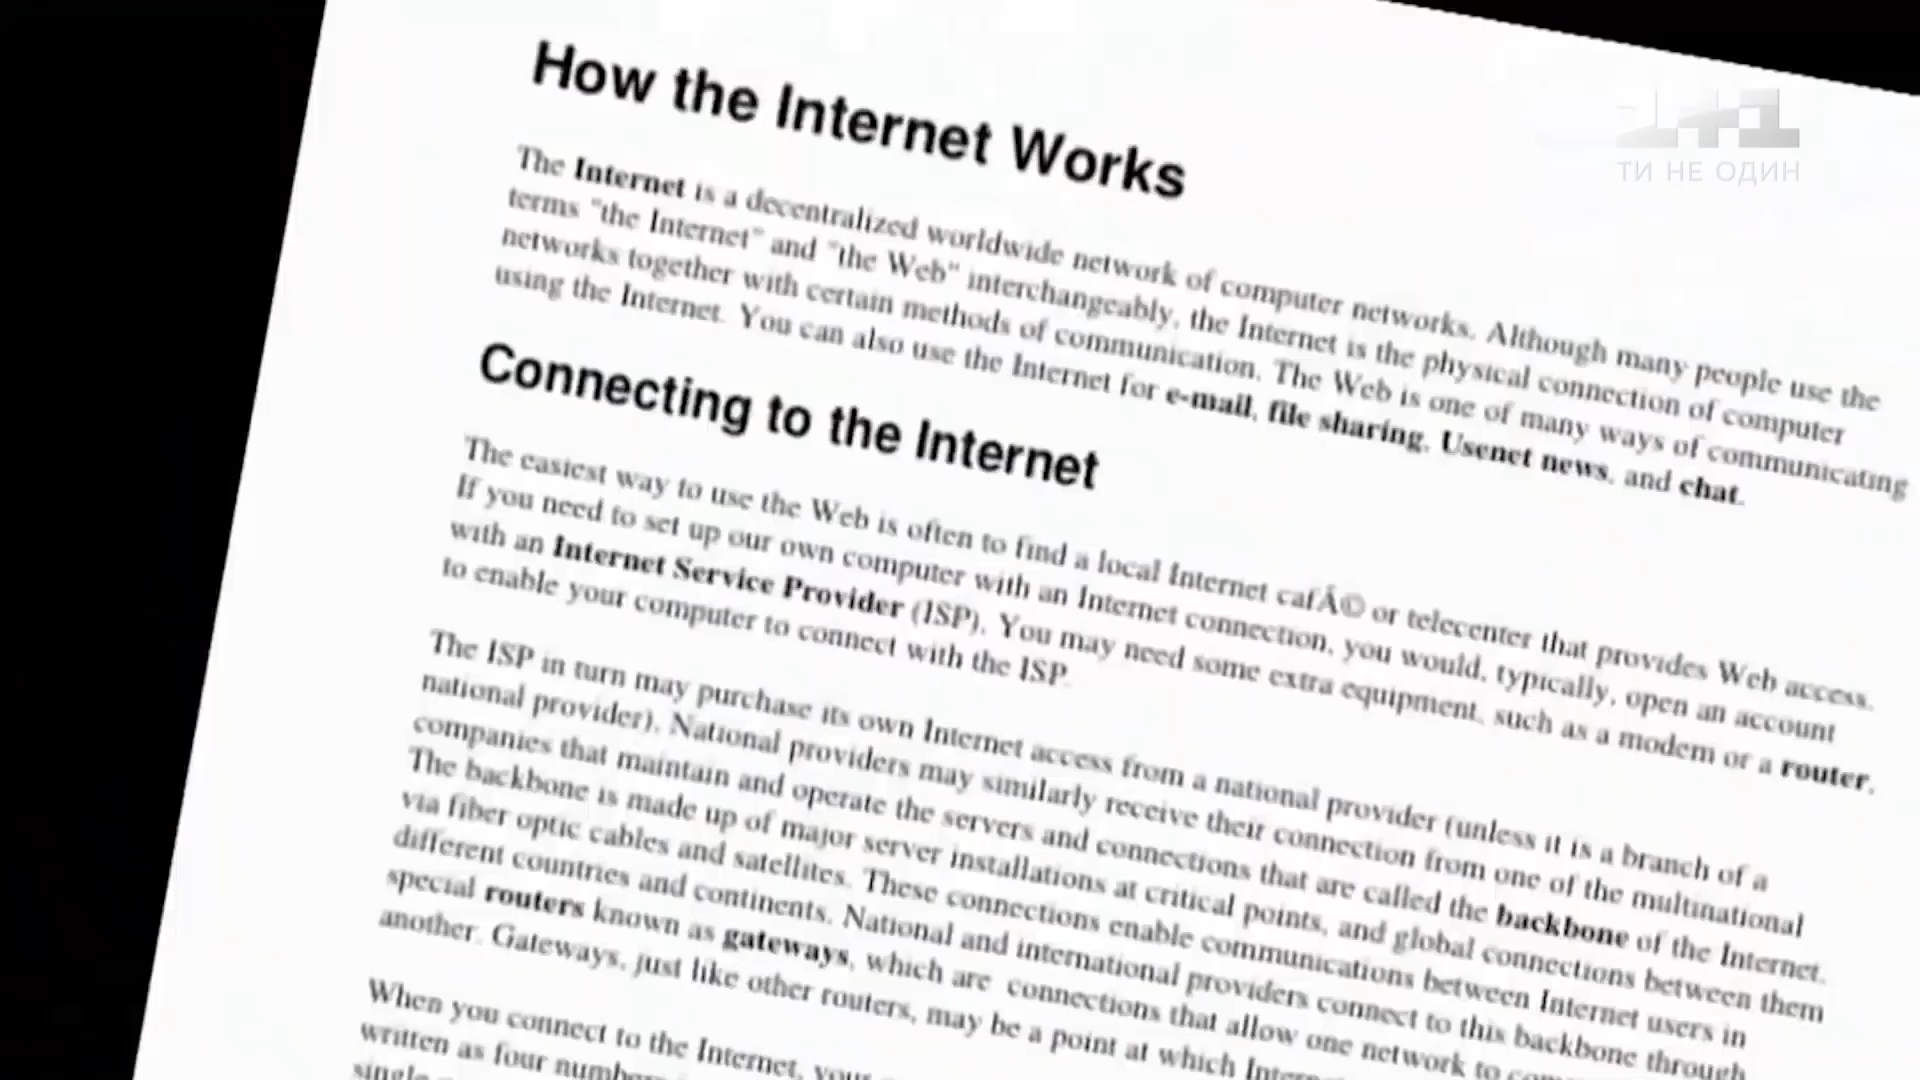 How the Internet Works
1+1
ТИ НЕ ОДИН
The Internet is a decentralized worldwide network of computer networks. Although many people use the
terms "the Internet" and "the Web" interchangeably, the Internet is the physical connection of computer
networks together with certain methods of communication. The Web is one of many ways of communicating
using the Internet. You can also use the Internet for e-mail, file sharing, Usenet news, and chat.
Connecting to the Internet
The easiest way to use the Web is often to find a local Internet cafÃ© or telecenter that provides Web access.
If you need to set up our own computer with an Internet connection, you would, typically, open an account
with an Internet Service Provider (ISP). You may need some extra equipment, such as a modem or a router,
to enable your computer to connect with the ISP.
The ISP in turn may purchase its own Internet access from a national provider (unless it is a branch of a
national provider). National providers may similarly receive their connection from one of the multinational
companies that maintain and operate the servers and connections that are called the backbone of the Internet.
The backbone is made up of major server installations at critical points, and global connections between them
via fiber optic cables and satellites. These connections enable communications between Internet users in
different countries and continents. National and international providers connect to this backbone through
special routers known as gateways, which are connections that allow one network to
another. Gateways, just like other routers, may be a point at which
When you connect to the Internet,
written as four
single